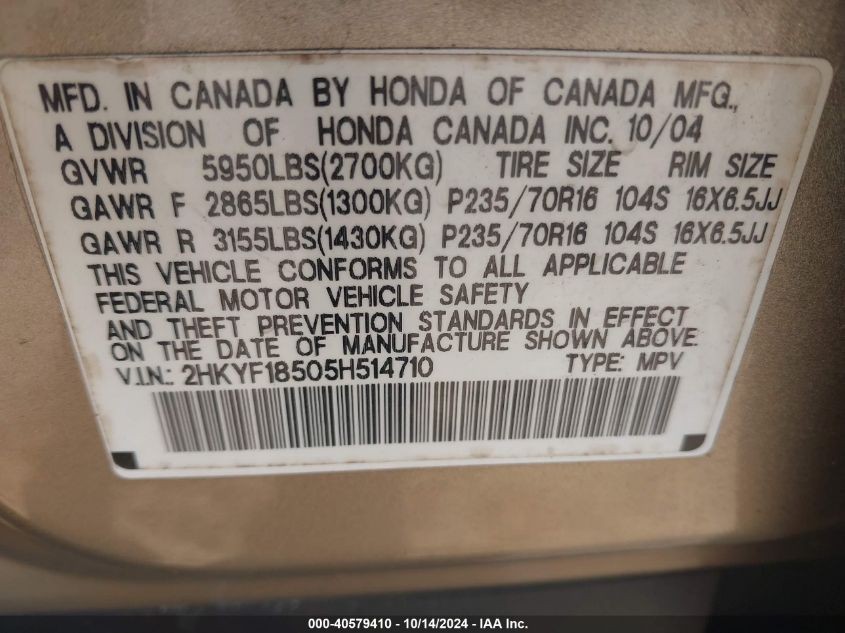 MFD. IN CANADA BY HONDA OF CANADA MFG.,
A DIVISION OF HONDA CANADA INC. 10/04
GVWR 5950LBS(2700KG) TIRE SIZE RIM SIZE
GAWR F 2865LBS(1300KG) P235/70R16 104S 16X6.5JJ
GAWR R 3155LBS(1430KG) P235/70R16 104S 16X6.5JJ
THIS VEHICLE CONFORMS TO ALL APPLICABLE
FEDERAL MOTOR VEHICLE SAFETY
AND THEFT PREVENTION STANDARDS IN EFFECT
ON THE DATE OF MANUFACTURE SHOWN ABOVE.
V.I.N.: 2HKYF18505H514710 TYPE: MPV
000-40579410 - 10/14/2024 - IAA Inc.